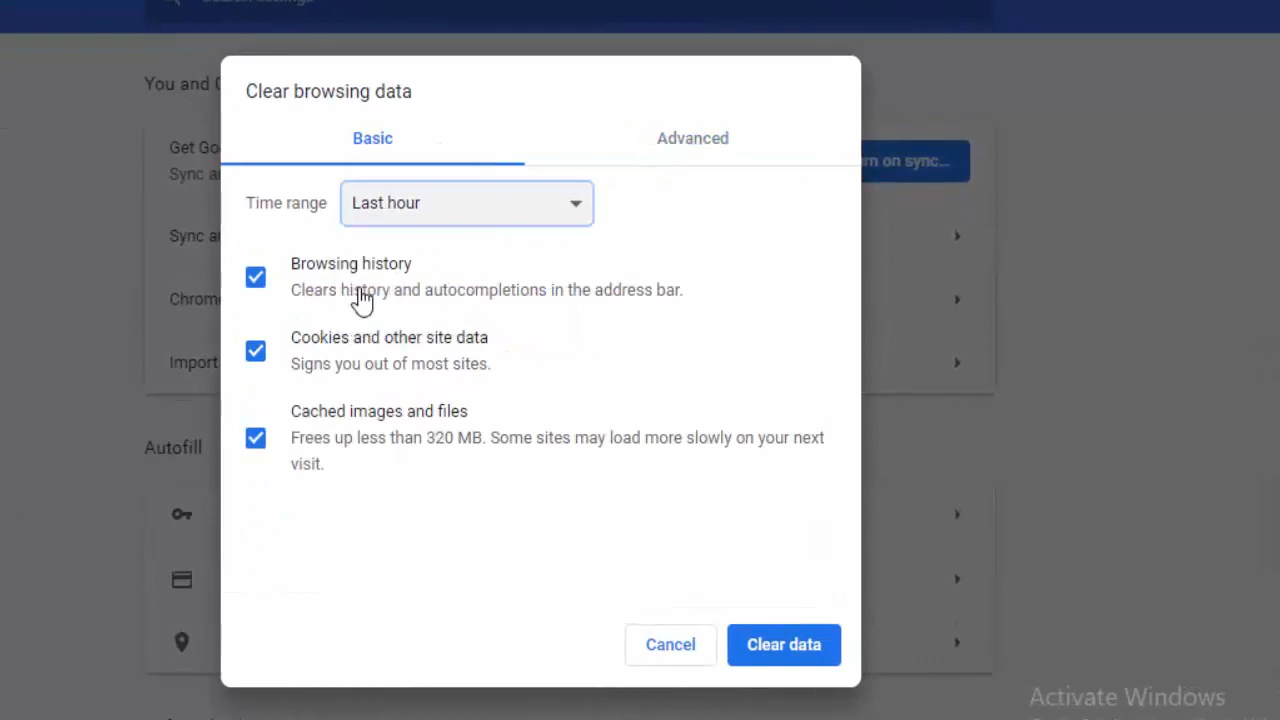 You and
Clear browsing data
Basic
Advanced
Get Go
Sync a
n on sync...
Time range
Last hour
Sync a
Browsing history
Clears history and autocompletions in the address bar.
Chrome
Cookies and other site data
Signs you out of most sites.
Import
Cached images and files
Frees up less than 320 MB. Some sites may load more slowly on your next
visit.
Autofill
Cancel
Clear data
Activate Windows